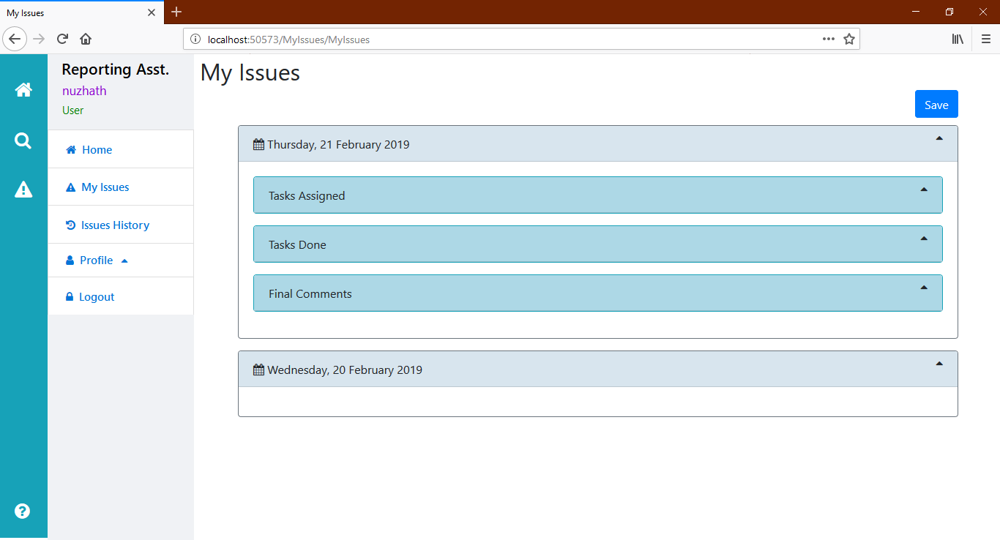 My Issues
localhost:50573/MyIssues/MyIssues
Reporting Asst.
nuzhath
User
Home
My Issues
Issues History
Profile
Logout
My Issues
Save
Thursday, 21 February 2019
Tasks Assigned
Tasks Done
Final Comments
Wednesday, 20 February 2019